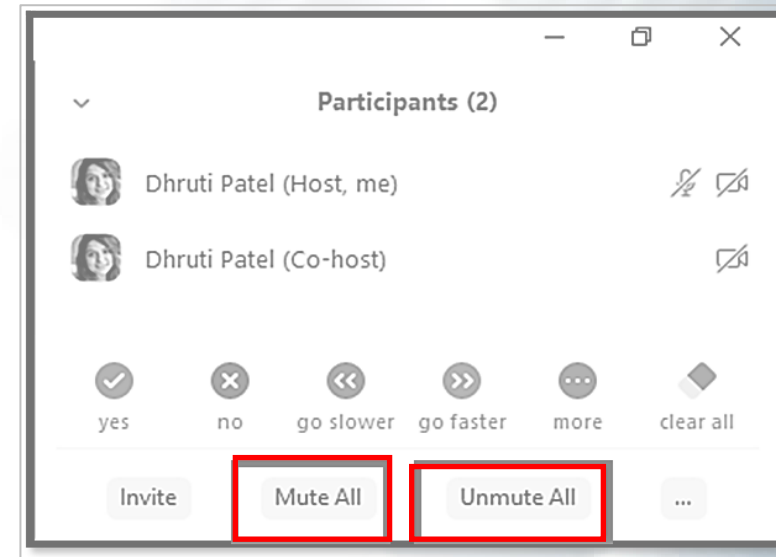 Participants (2)
Dhruti Patel (Host, me)
Dhruti Patel (Co-host)
yes no go slower go faster more clear all
Invite Mute All Unmute All ...